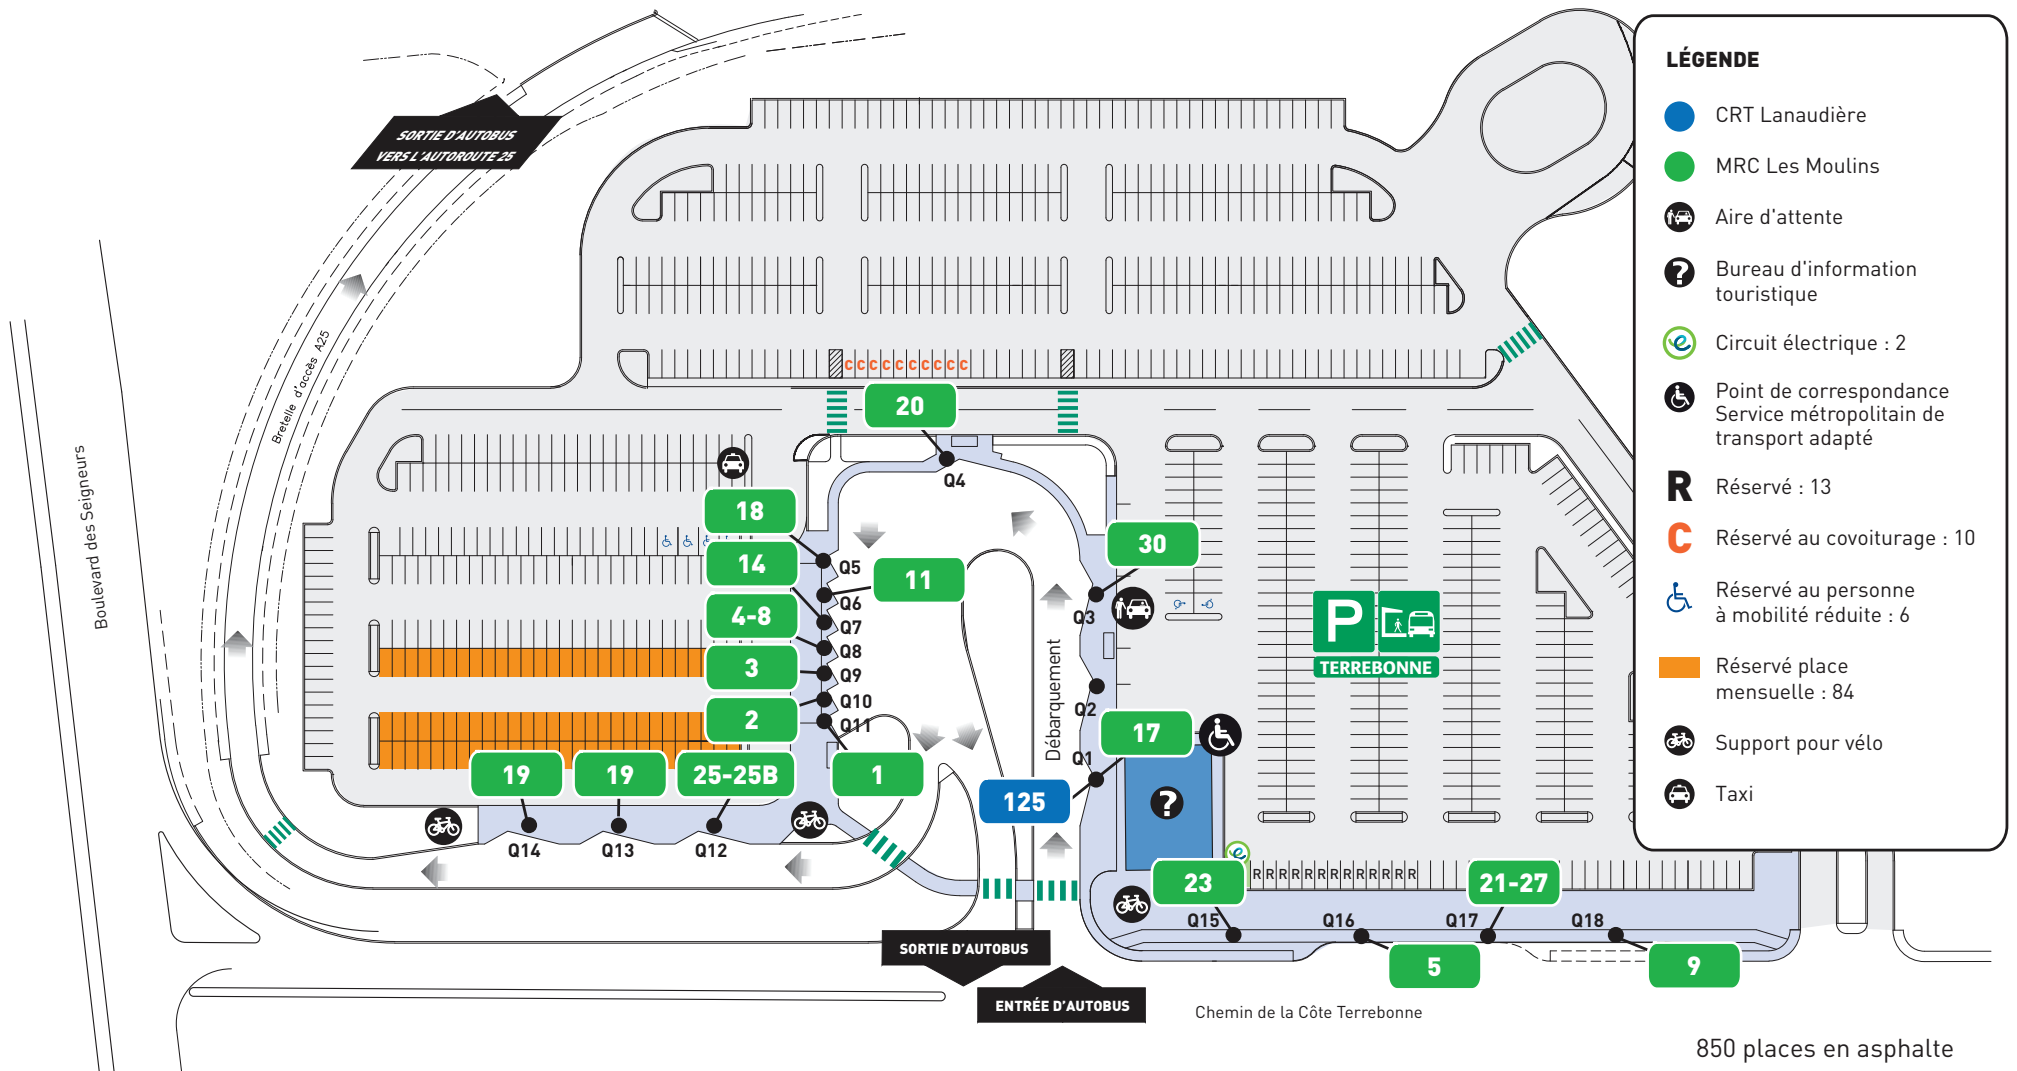 SORTIE D'AUTOBUS
VERS L'AUTOROUTE 25
Bretelle d'accès A25
Boulevard des Seigneurs
C C C C C C C C C C
20
Q4
18
Q5
14
11
Q6
Q7
4-8
Q8
3
Q9
2
Q10
Q11
1
19
19
25-25B
Q14
Q13
Q12
30
Q3
Débarquement
Q2
17
Q1
125
?
P
TERREBONNE
R R R R R R R R R R R R R
23
21-27
Q15
Q16
Q17
Q18
5
9
SORTIE D'AUTOBUS
ENTRÉE D'AUTOBUS
Chemin de la Côte Terrebonne
850 places en asphalte
LÉGENDE
CRT Lanaudière
MRC Les Moulins
Aire d'attente
? Bureau d'information
touristique
Circuit électrique : 2
Point de correspondance
Service métropolitain de
transport adapté
R Réservé : 13
C Réservé au covoiturage : 10
Réservé au personne
à mobilité réduite : 6
Réservé place
mensuelle : 84
Support pour vélo
Taxi